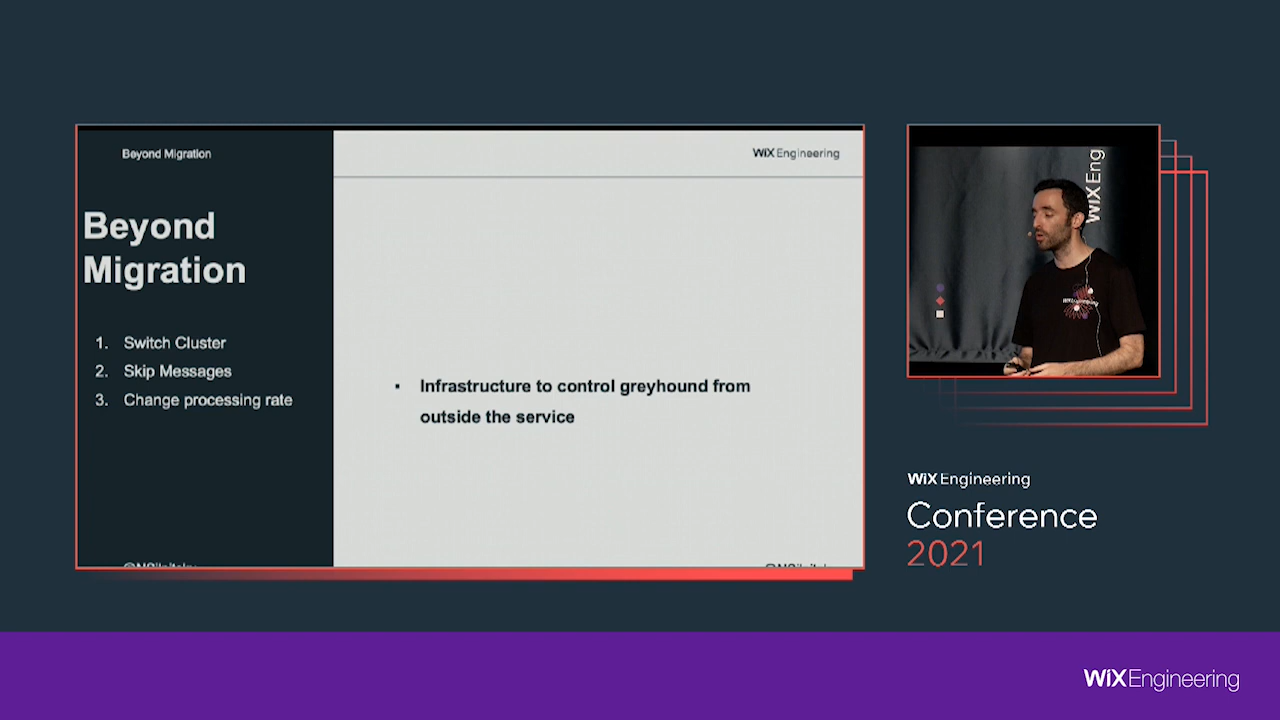 Beyond Migration
WiX Engineering
Beyond
Migration
1. Switch Cluster
2. Skip Messages
3. Change processing rate
▪ Infrastructure to control greyhound from
outside the service
WiX Eng
WiX Engineering
Conference
2021
WiX Engineering